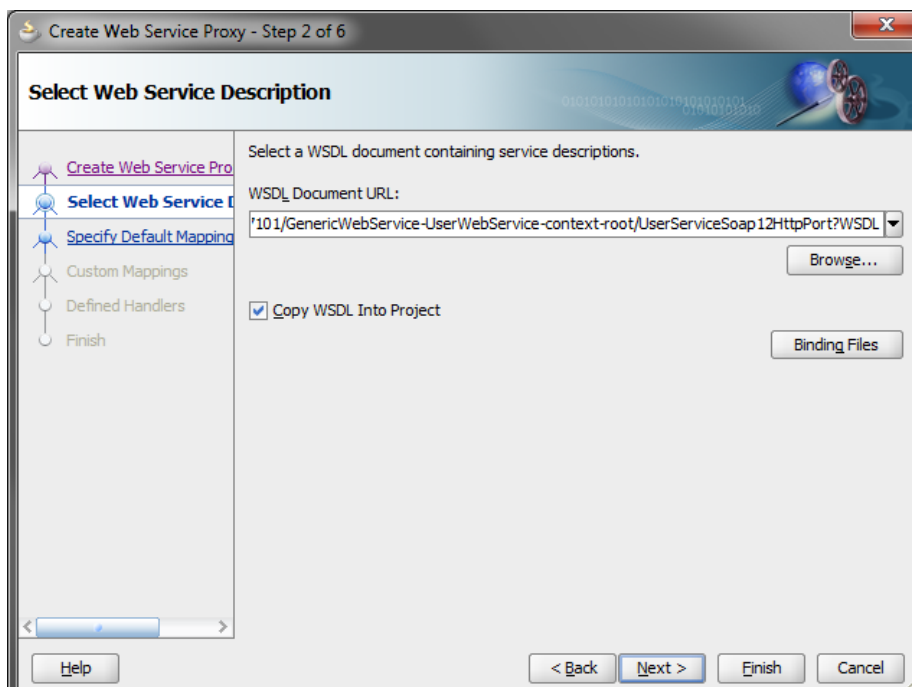 Create Web Service Proxy - Step 2 of 6
X
Select Web Service Description
010101010101010101010101
01010101010
Create Web Service Pro
Select Web Service D
Specify Default Mapping
Custom Mappings
Defined Handlers
Finish
Select a WSDL document containing service descriptions.
WSDL Document URL:
101/GenericWebService-UserWebService-context-root/UserServiceSoap12HttpPort?WSDL
Browse...
Copy WSDL Into Project
Binding Files
Help
< Back
Next >
Finish
Cancel